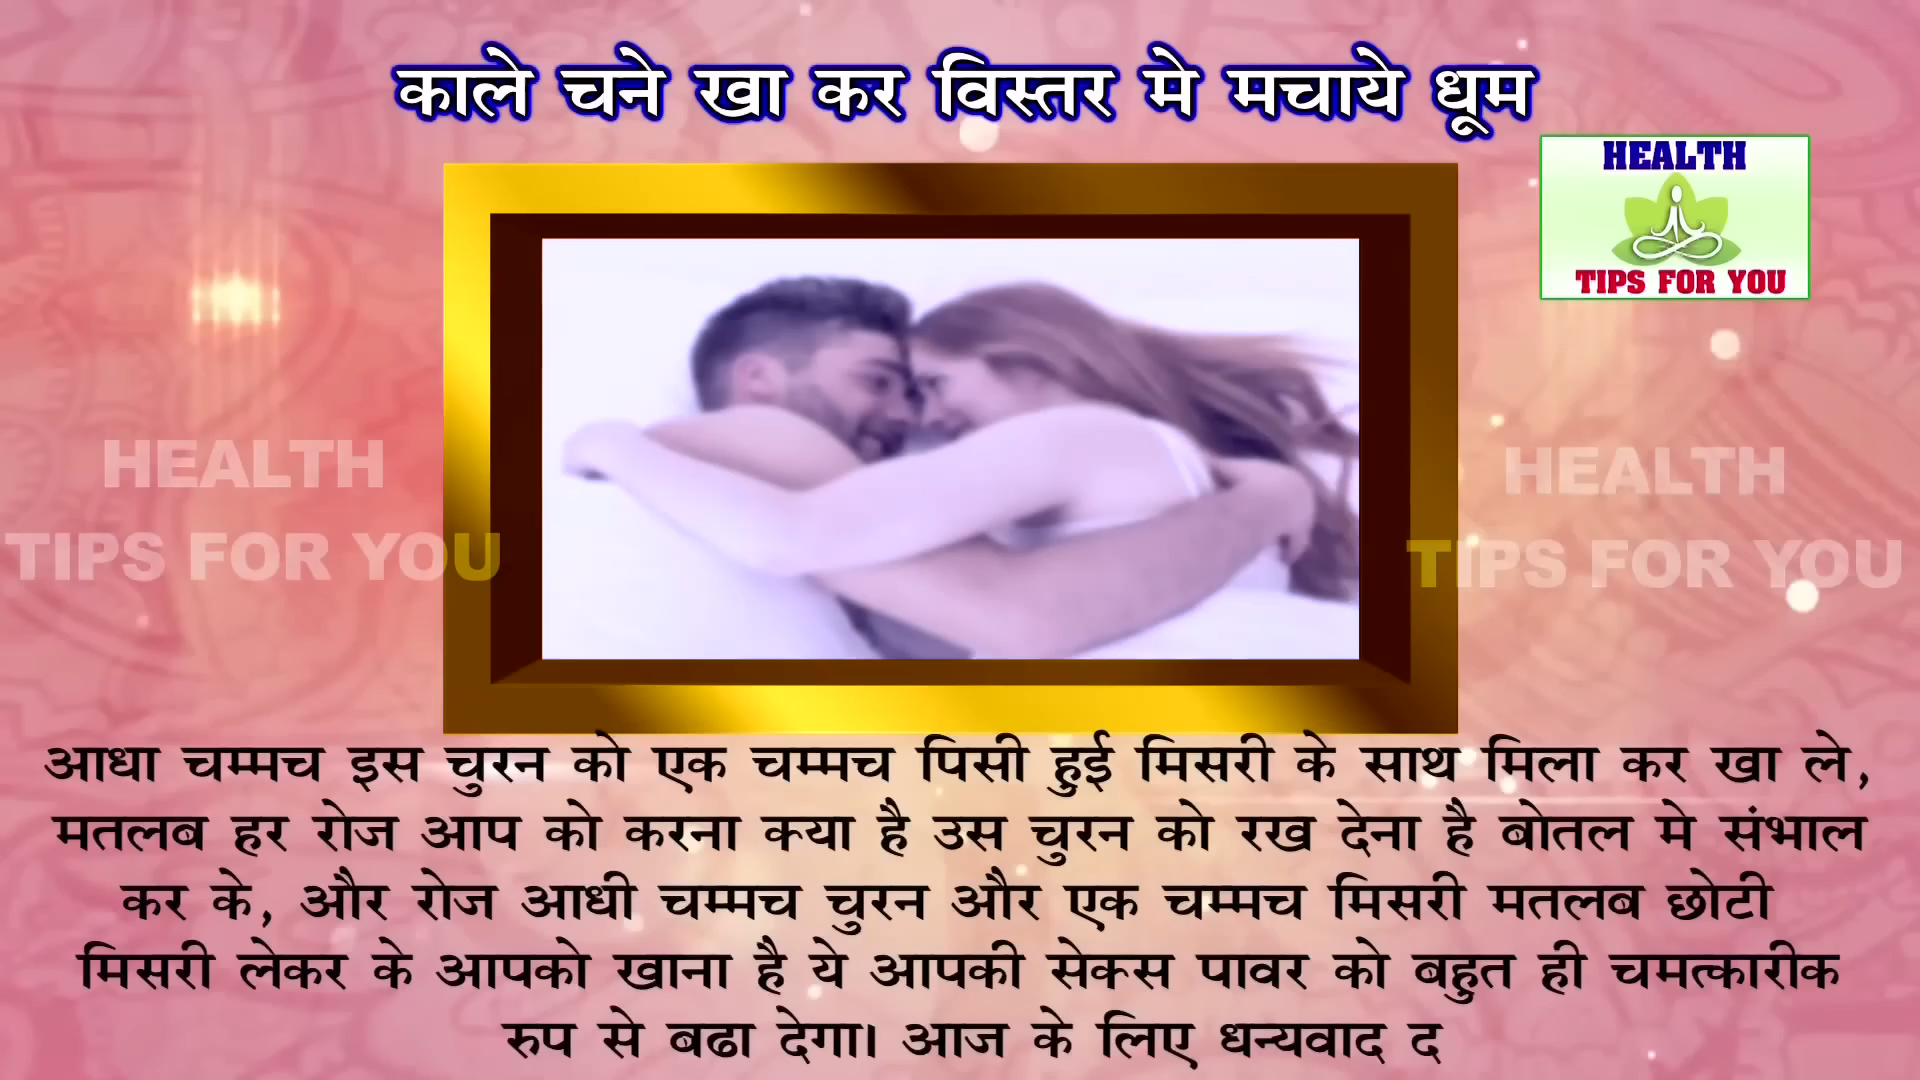 काले चने खा कर विस्तर मे मचाये धूम
HEALTH
TIPS FOR YOU
HEALTH
TIPS FOR YOU
HEALTH
TIPS FOR YOU
आधा चम्मच इस चुरन को एक चम्मच पिसी हुई मिसरी के साथ मिला कर खा ले,
मतलब हर रोज आप को करना क्या है उस चुरन को रख देना है बोतल मे संभाल
कर के, और रोज आधी चम्मच चुरन और एक चम्मच मिसरी मतलब छोटी
मिसरी लेकर के आपको खाना है ये आपकी सेक्स पावर को बहुत ही चमत्कारीक
रुप से बढा देगा। आज के लिए धन्यवाद द